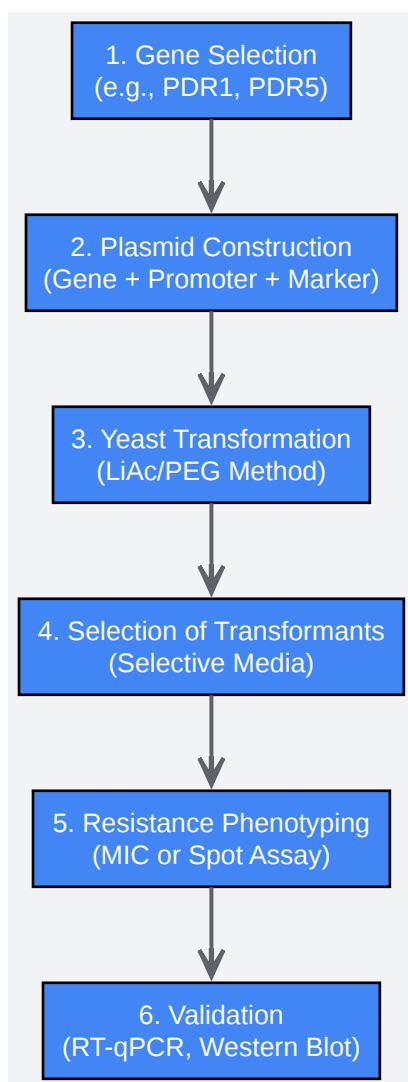 1. Gene Selection
(e.g., PDR1, PDR5)
2. Plasmid Construction
(Gene + Promoter + Marker)
3. Yeast Transformation
(LiAc/PEG Method)
4. Selection of Transformants
(Selective Media)
5. Resistance Phenotyping
(MIC or Spot Assay)
6. Validation
(RT-qPCR, Western Blot)